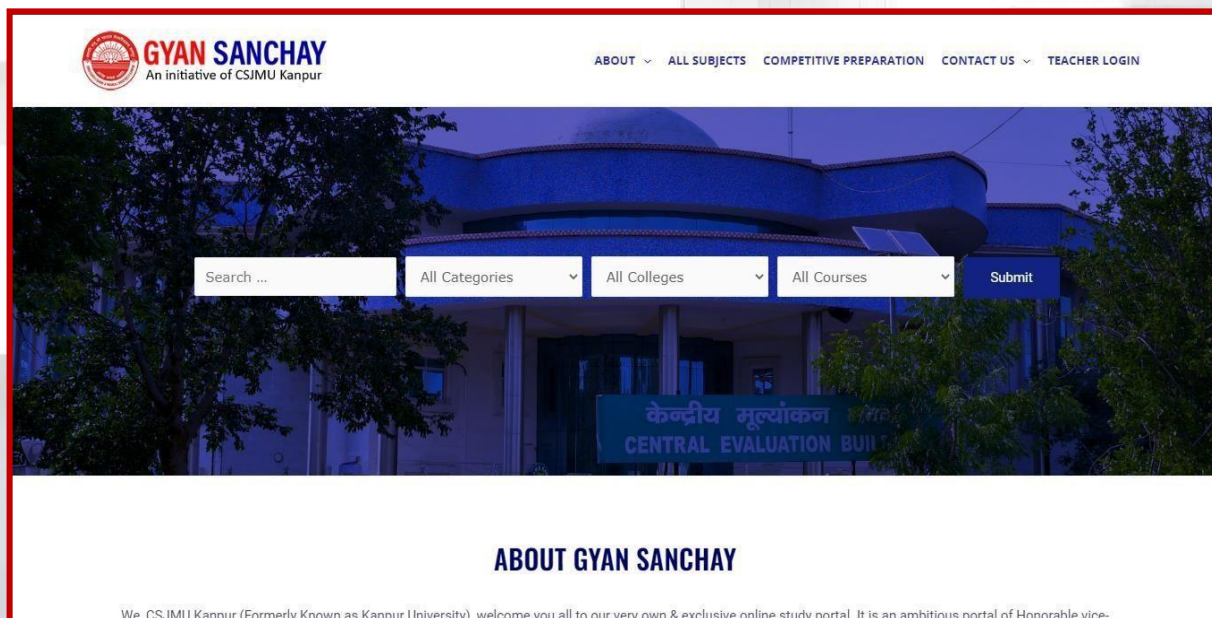 GYAN SANCHAY
An initiative of CSJMU Kanpur
ABOUT ALL SUBJECTS COMPETITIVE PREPARATION CONTACT US TEACHER LOGIN
Search ... All Categories All Colleges All Courses Submit
केन्द्रीय मूल्यांकन
CENTRAL EVALUATION
ABOUT GYAN SANCHAY
We, CSJMU Kanpur (Formerly Known as Kanpur University), welcome you all to our very own & exclusive online study portal. It is an ambitious portal of Honorable vice-